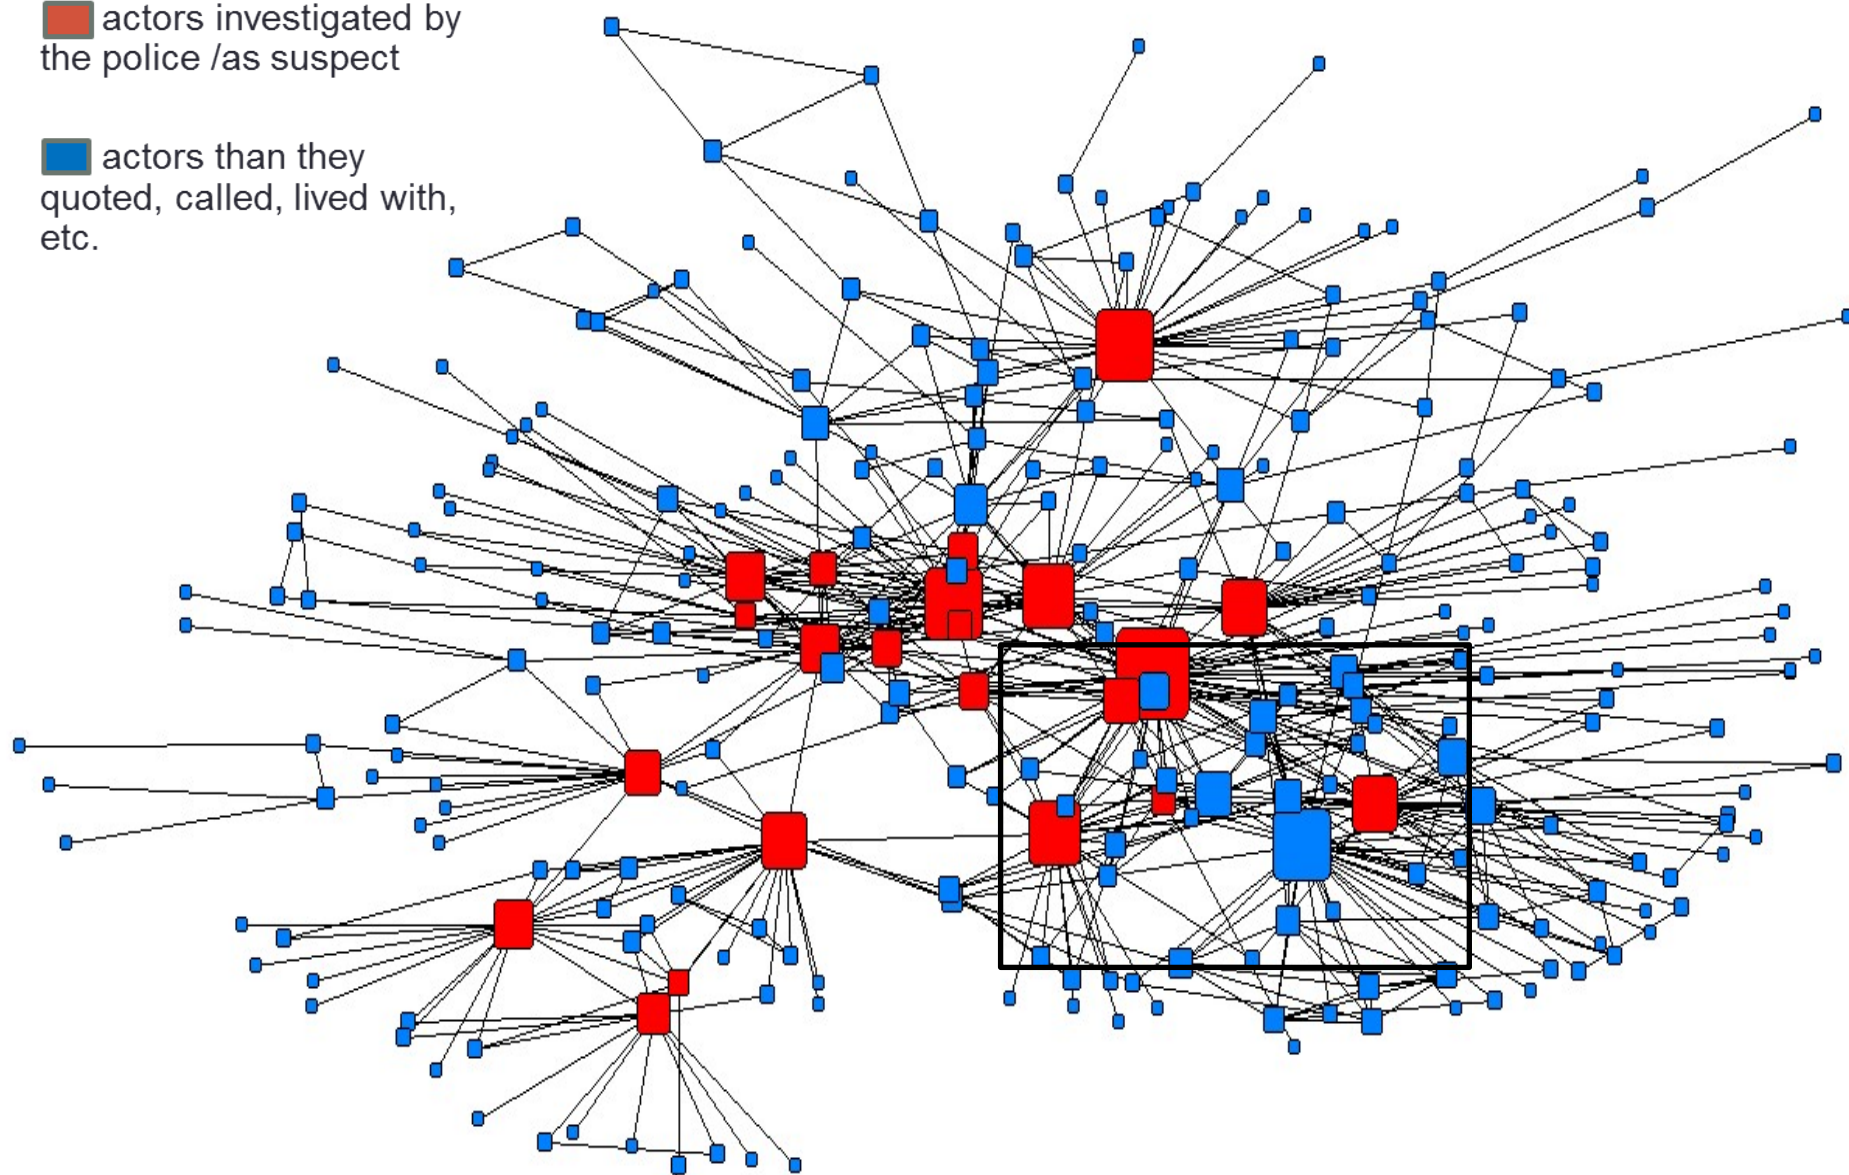 actors investigated by
the police /as suspect
actors than they
quoted, called, lived with,
etc.